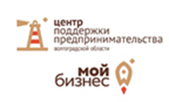 центр
поддержки
предпринимательства
волгоградской области
мой
бизнес